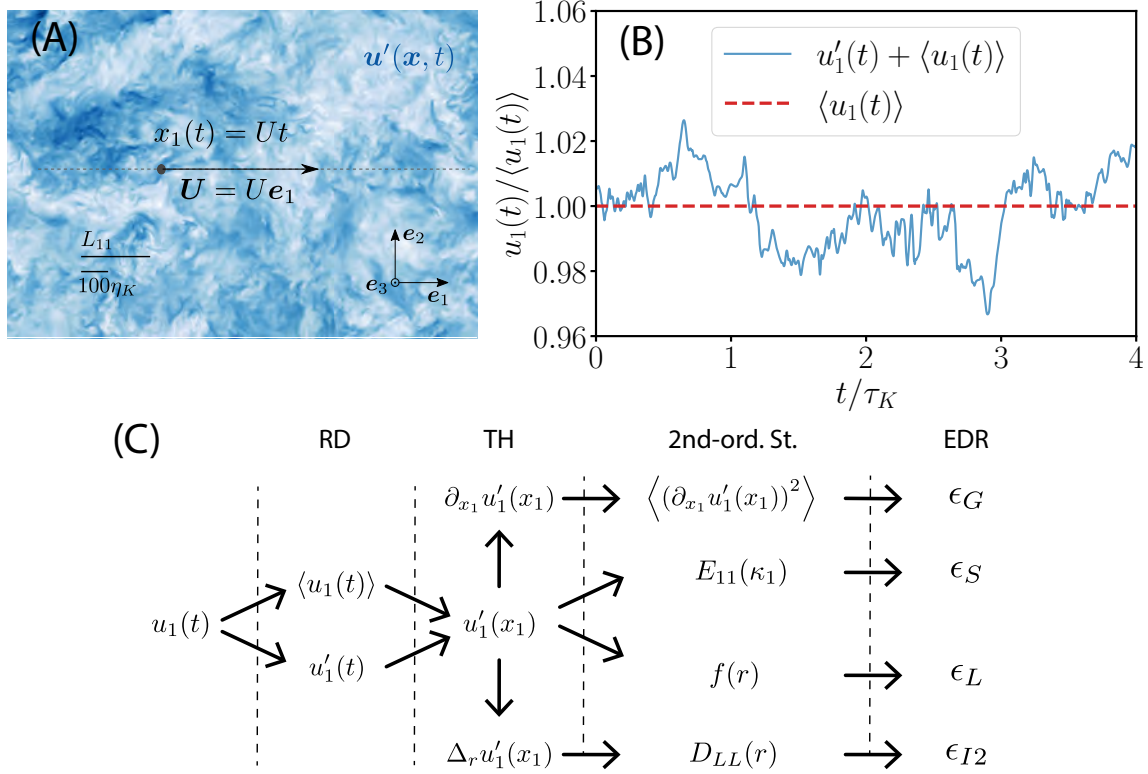 (A)
u′(x, t)
x₁(t) = Ut
U = Ue₁
L₁₁
100η_K
e₂
e₃
e₁
(B)
u′₁(t) + ⟨u₁(t)⟩
⟨u₁(t)⟩
u₁(t)/⟨u₁(t)⟩
1.06
1.04
1.02
1.00
0.98
0.96
0 1 2 3 4
t/τ_K
(C)
RD TH 2nd-ord. St. EDR
∂ₓ₁u′₁(x₁) ⟨(∂ₓ₁u′₁(x₁))²⟩ ϵ_G
⟨u₁(t)⟩ E₁₁(κ₁) ϵ_S
u₁(t) u′₁(x₁)
u′₁(t) f(r) ϵ_L
Δᵣu′₁(x₁) D_LL(r) ϵ_I2